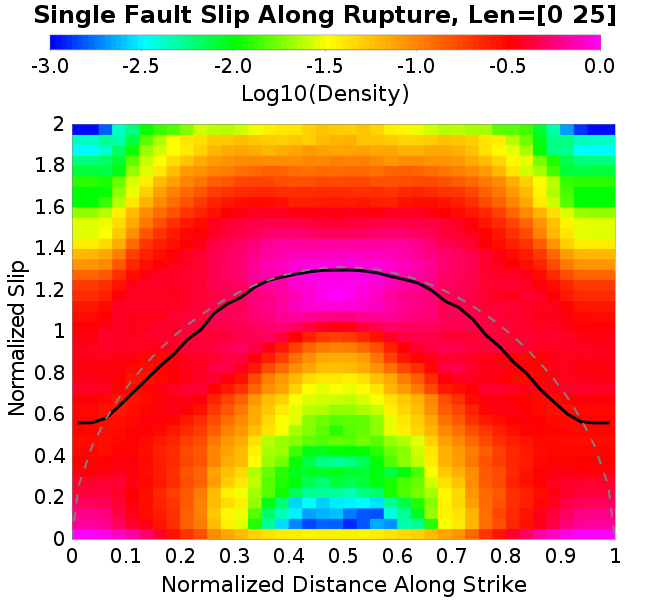 Single Fault Slip Along Rupture, Len=[0 25]
-3.0 -2.5 -2.0 -1.5 -1.0 -0.5 0.0
Log10(Density)
2
1.8
1.6
1.4
1.2
1
0.8
0.6
0.4
0.2
0
Normalized Slip
0 0.1 0.2 0.3 0.4 0.5 0.6 0.7 0.8 0.9 1
Normalized Distance Along Strike